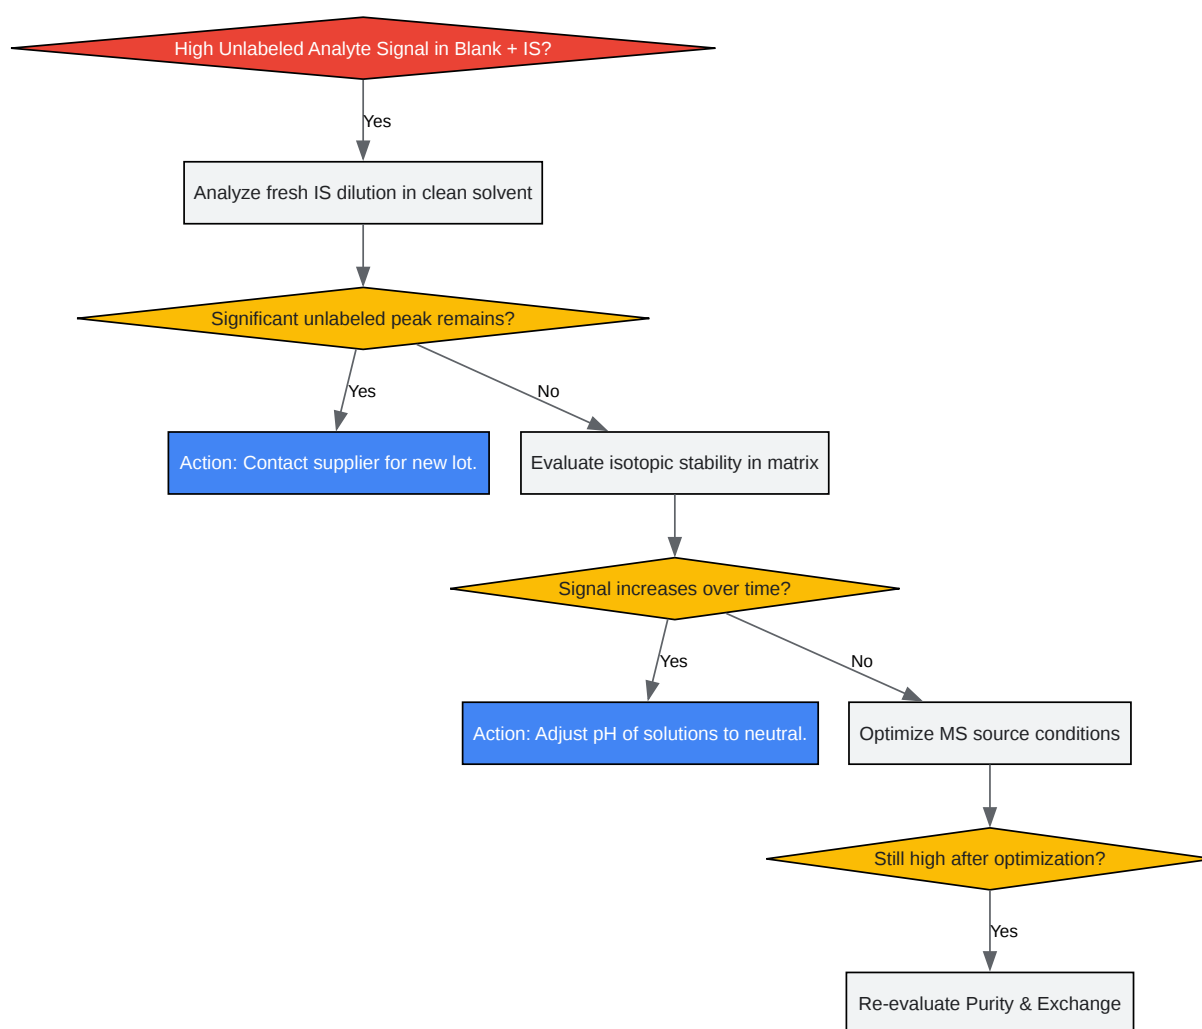 High Unlabeled Analyte Signal in Blank + IS?
Yes
Analyze fresh IS dilution in clean solvent
Significant unlabeled peak remains?
Yes
No
Action: Contact supplier for new lot.
Evaluate isotopic stability in matrix
Signal increases over time?
Yes
No
Action: Adjust pH of solutions to neutral.
Optimize MS source conditions
Still high after optimization?
Yes
Re-evaluate Purity & Exchange